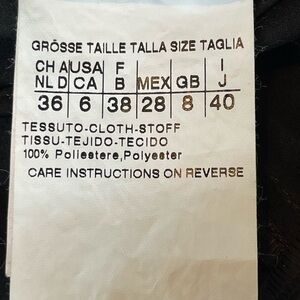 GRÖSSE TAILLE TALLA SIZE TAGLIA
CH A USA F I
NL D CA B MEX GB J
36 6 38 28 8 40
TESSUTO-CLOTH-STOFF
TISSU-TEJIDO-TECIDO
100% Poliestere,Polyester
CARE INSTRUCTIONS ON REVERSE